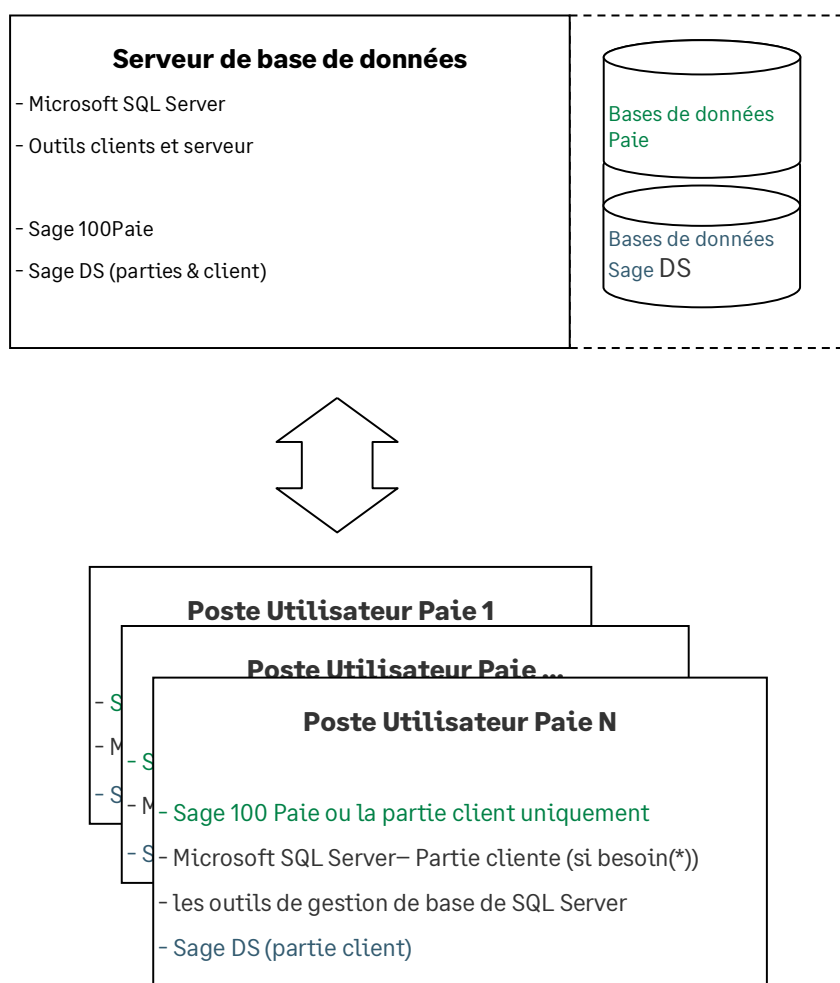 Serveur de base de données
- Microsoft SQL Server
- Outils clients et serveur
- Sage 100Paie
- Sage DS (parties & client)
Bases de données
Paie
Bases de données
Sage DS
Poste Utilisateur Paie 1
- S
- M
- S
Poste Utilisateur Paie ...
- S
- M
- S
Poste Utilisateur Paie N
- Sage 100 Paie ou la partie client uniquement
- Microsoft SQL Server– Partie cliente (si besoin(*))
- les outils de gestion de base de SQL Server
- Sage DS (partie client)